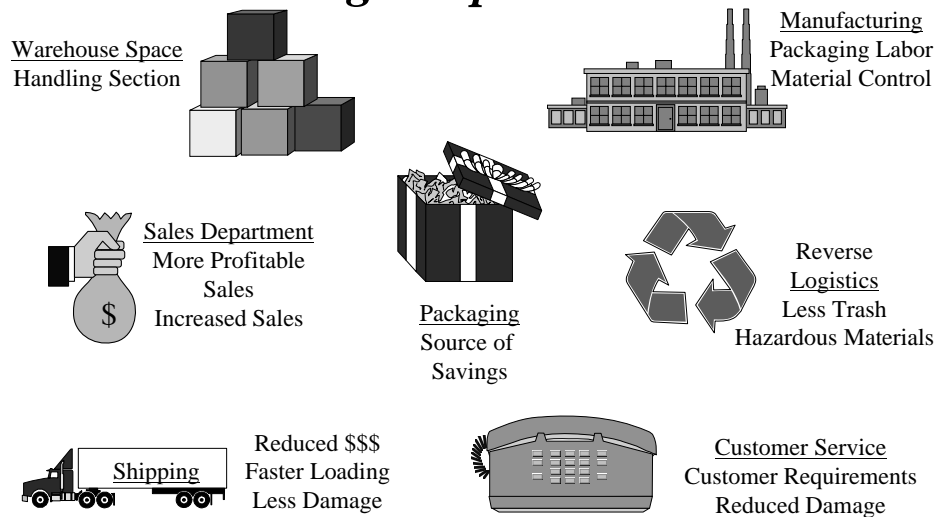 Warehouse Space
Handling Section
Manufacturing
Packaging Labor
Material Control
Sales Department
More Profitable
Sales
Increased Sales
$
Packaging
Source of
Savings
Reverse
Logistics
Less Trash
Hazardous Materials
Shipping
Reduced $$$
Faster Loading
Less Damage
Customer Service
Customer Requirements
Reduced Damage